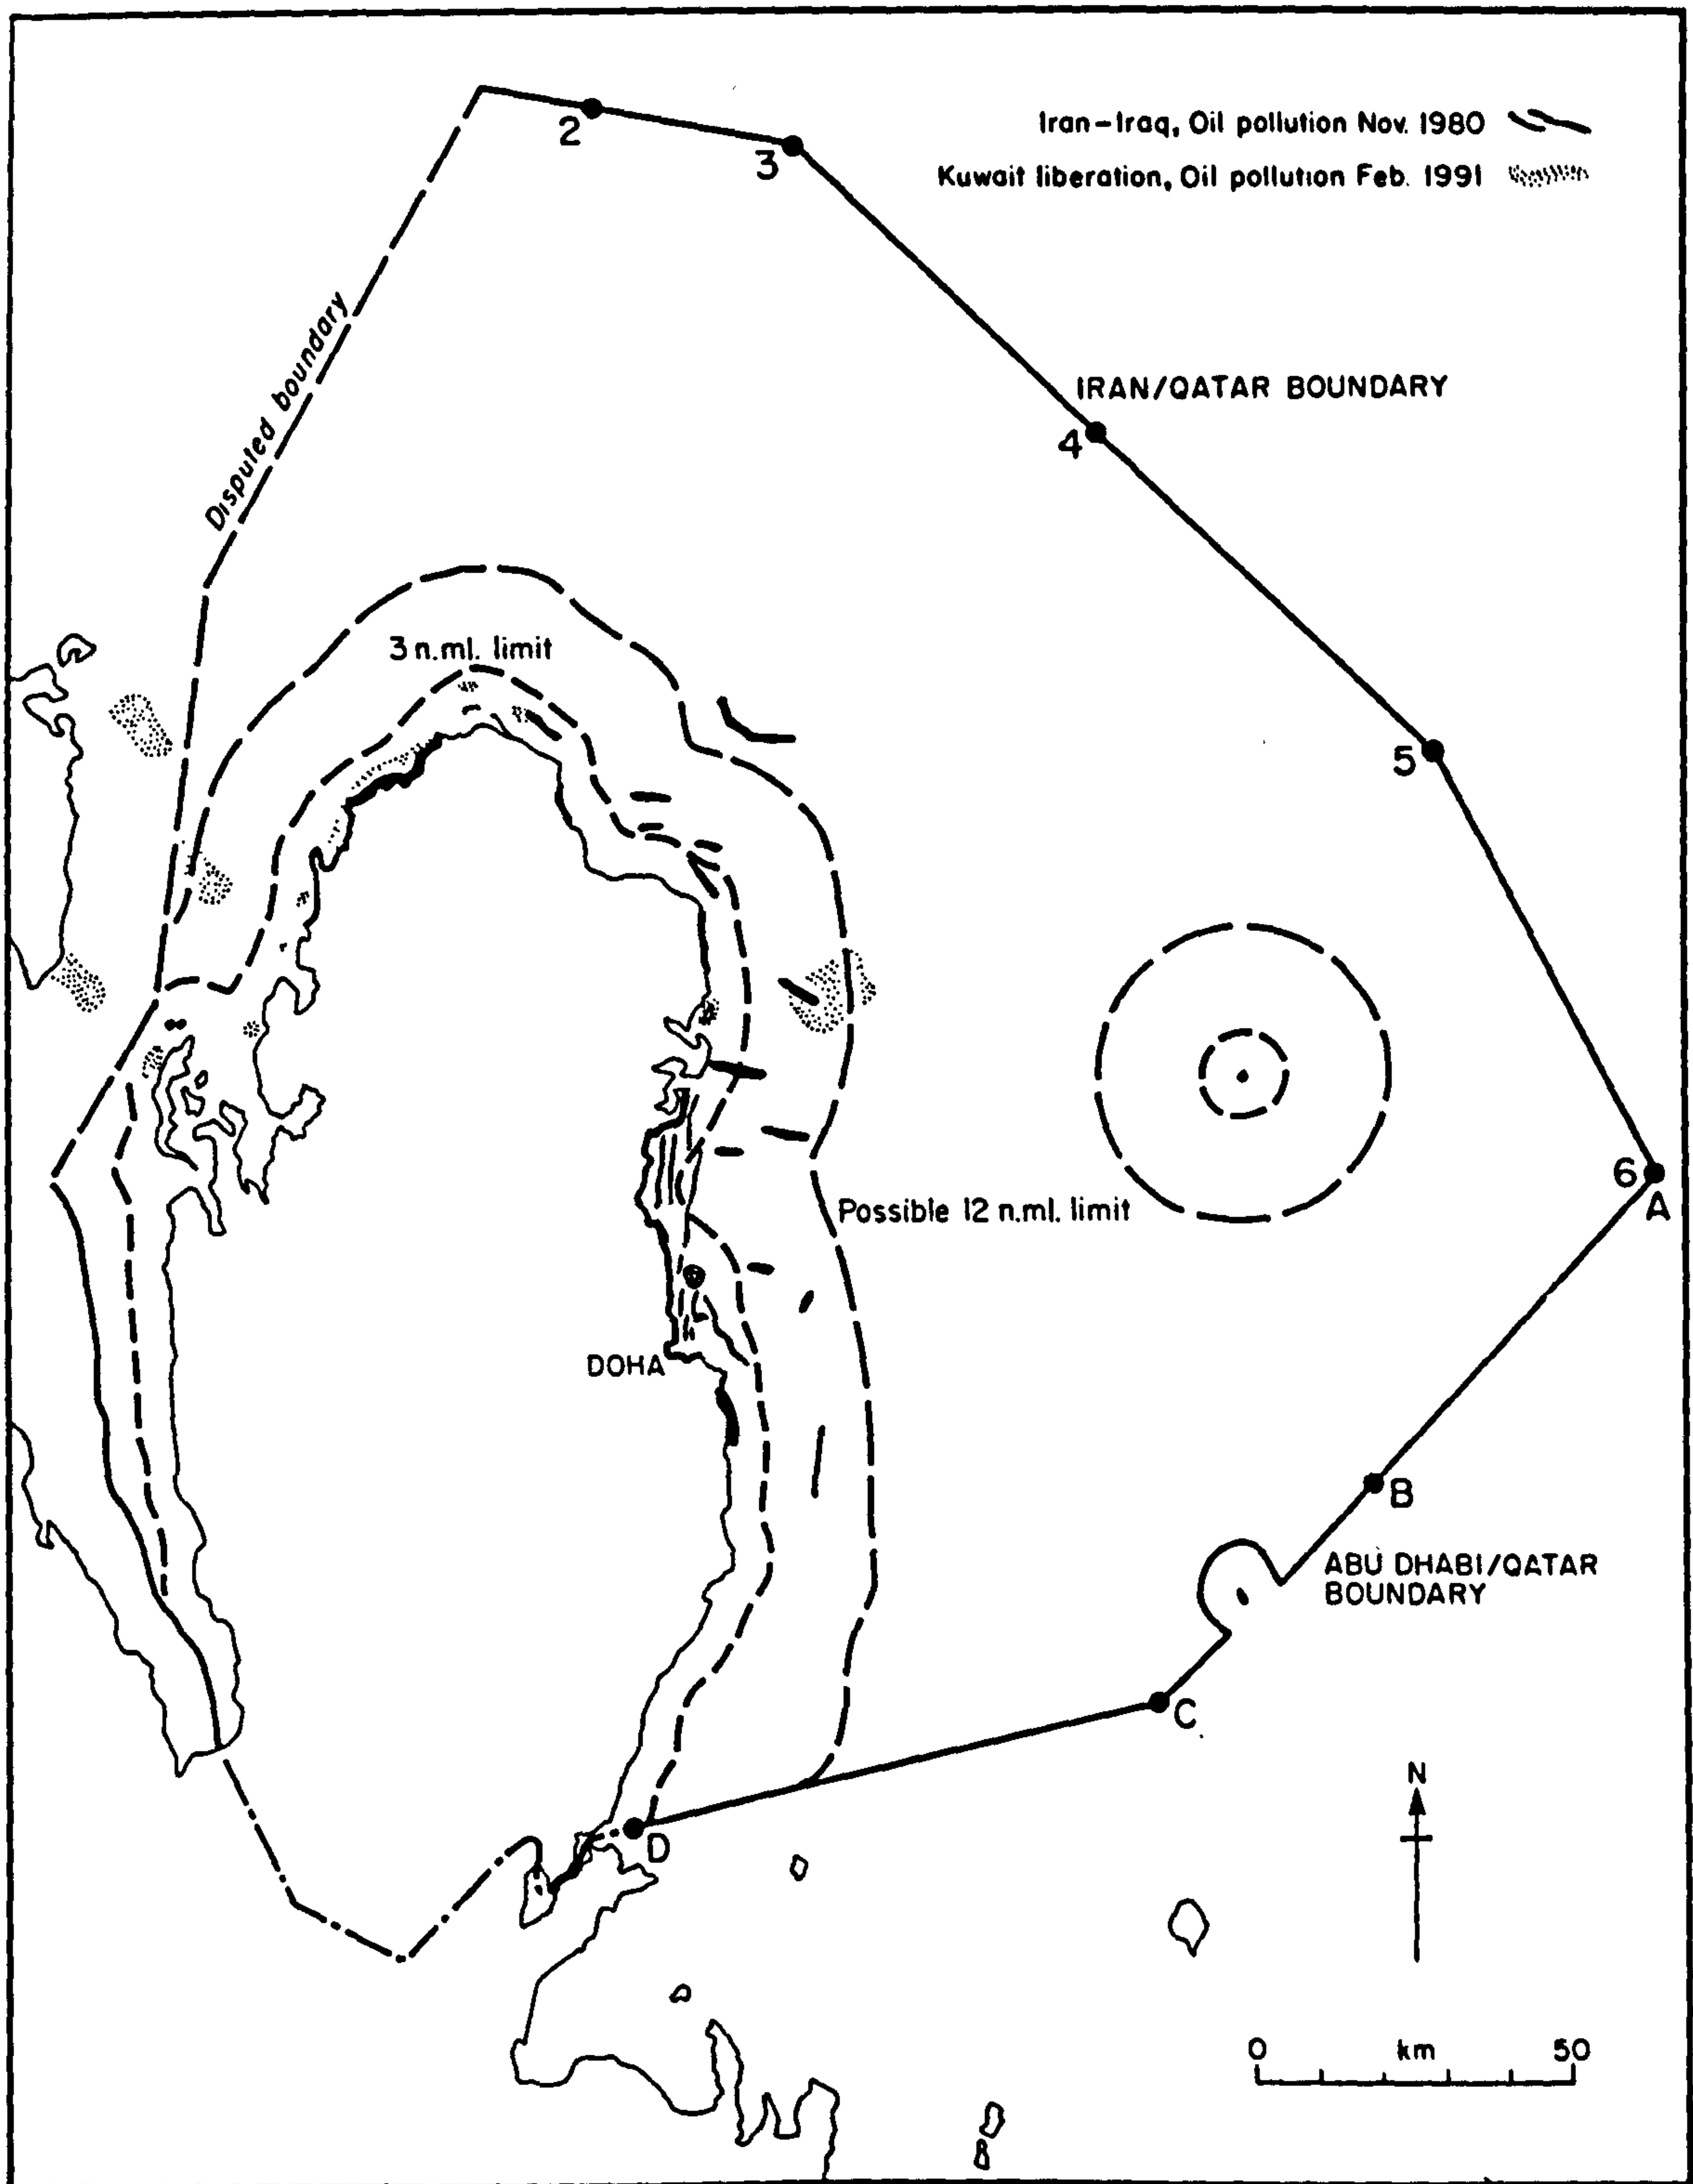 Iran-Iraq, Oil pollution Nov. 1980
Kuwait liberation, Oil pollution Feb. 1991
2
3
Disputed boundary
IRAN/QATAR BOUNDARY
4
3 n.ml. limit
5
6
A
Possible 12 n.ml. limit
DOHA
B
ABU DHABI/QATAR
BOUNDARY
C
N
D
0 km 50